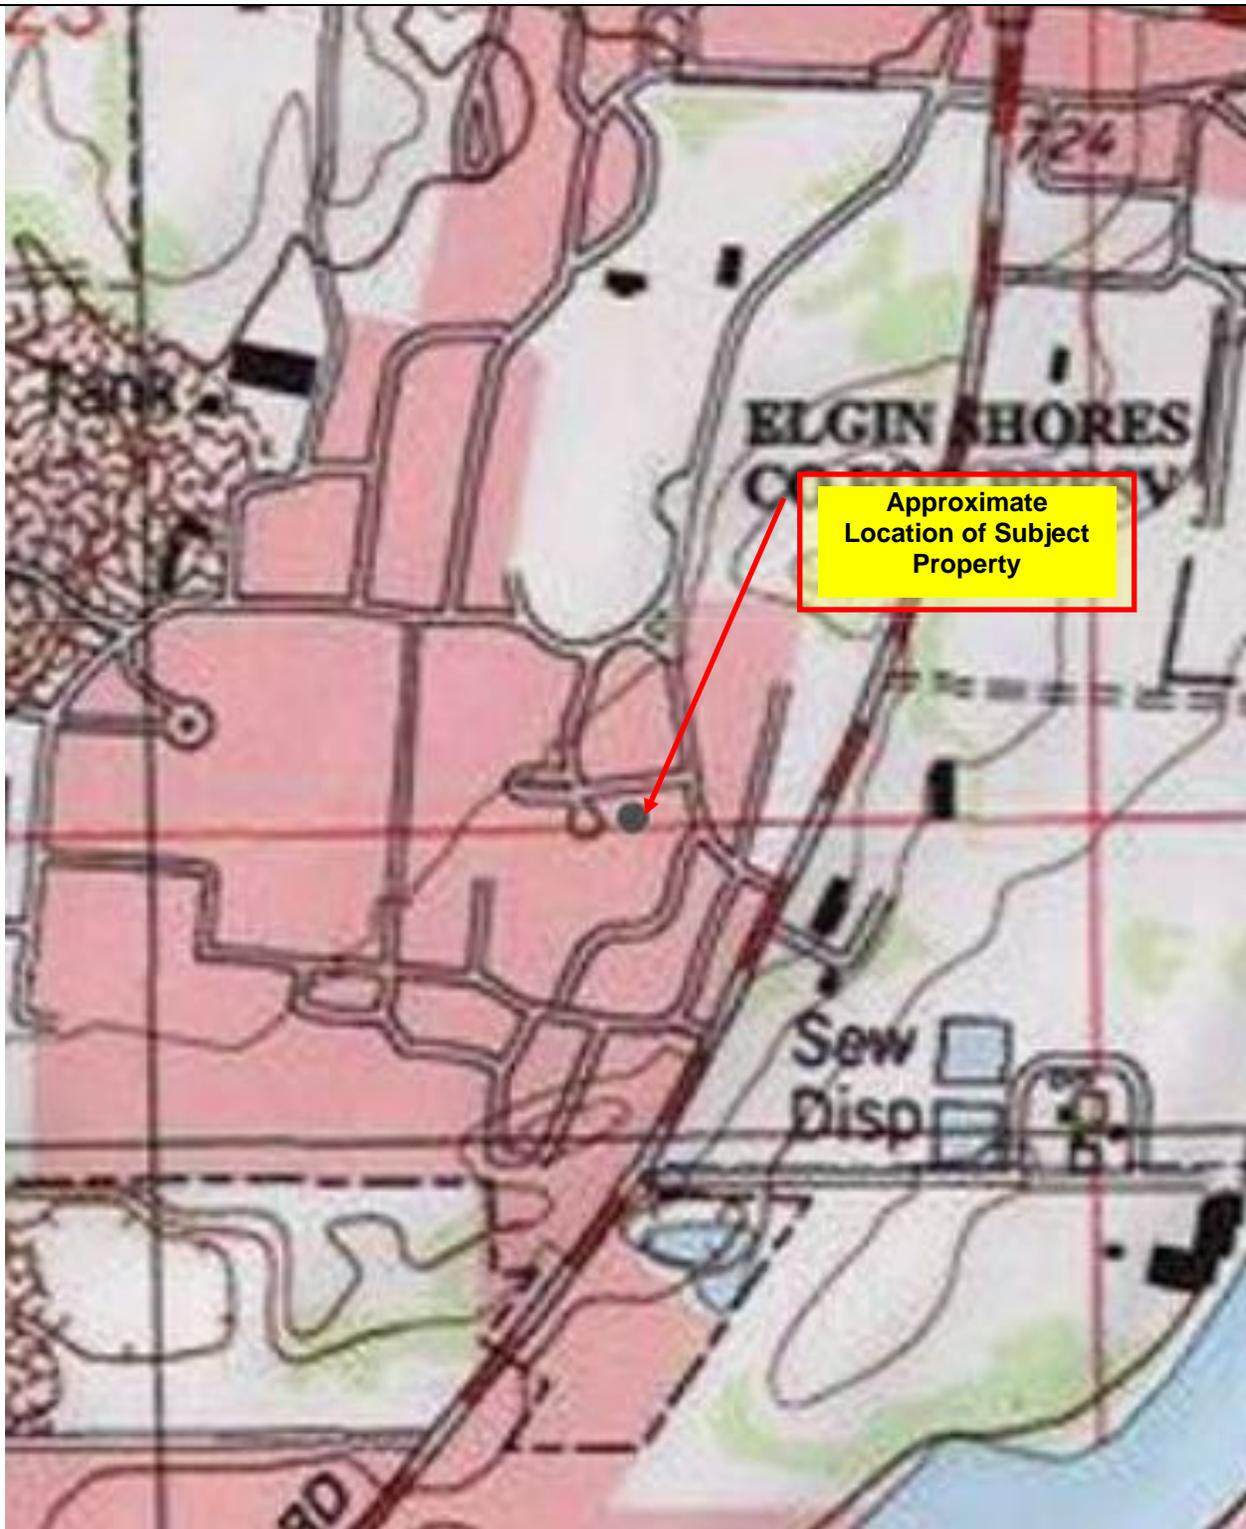 724
Tank
ELGIN SHORES
Approximate
Location of Subject
Property
Sew
Disp
RD